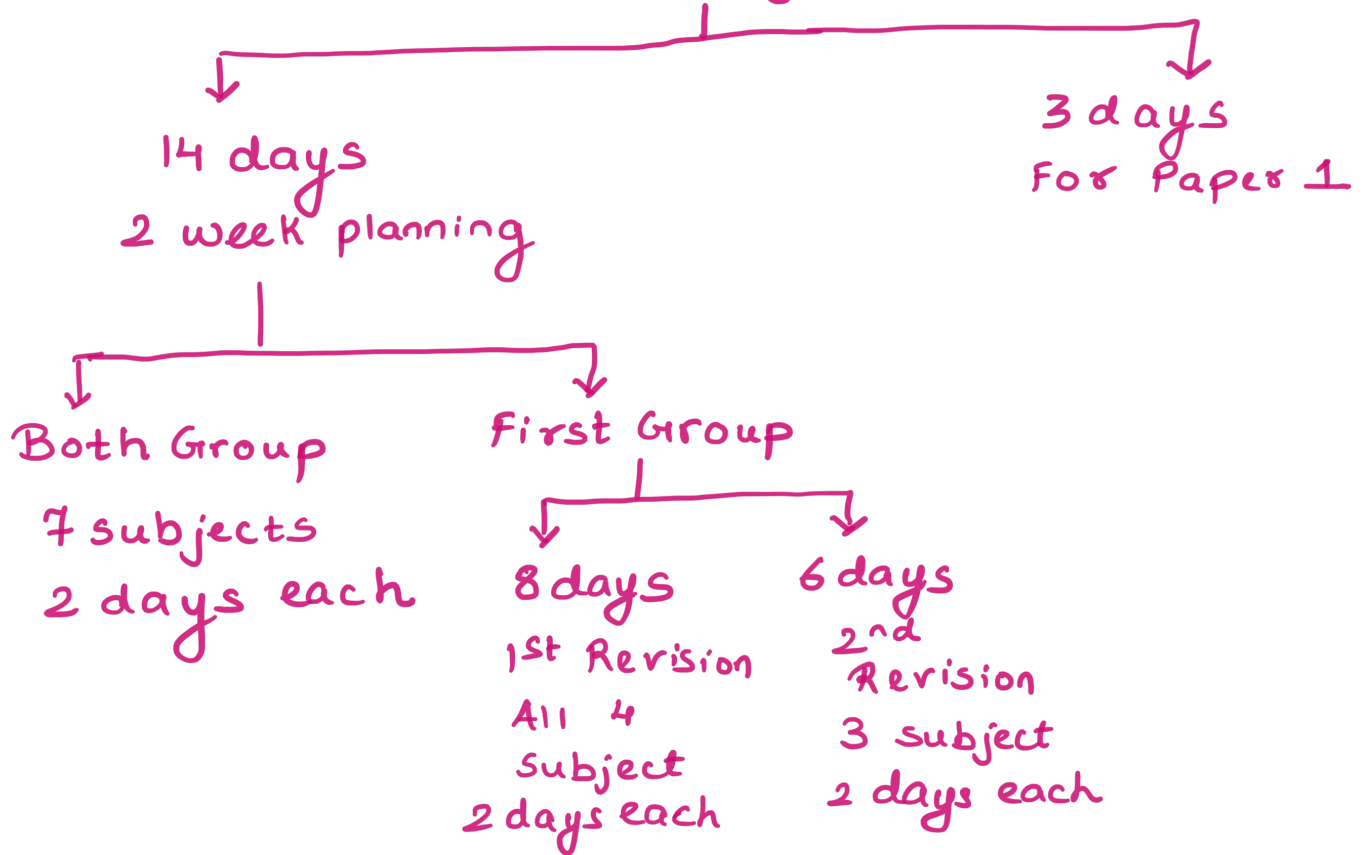 14 days
2 week planning
3 days
For Paper 1
Both Group
7 subjects
2 days each
First Group
8 days
1st Revision
All 4
subject
2 days each
6 days
2nd
Revision
3 subject
2 days each